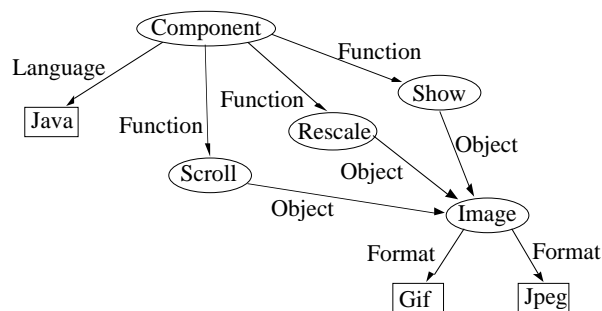 Component
Function
Language
Show
Java
Function
Function
Rescale
Object
Object
Scroll
Object
Image
Format
Format
Gif
Jpeg